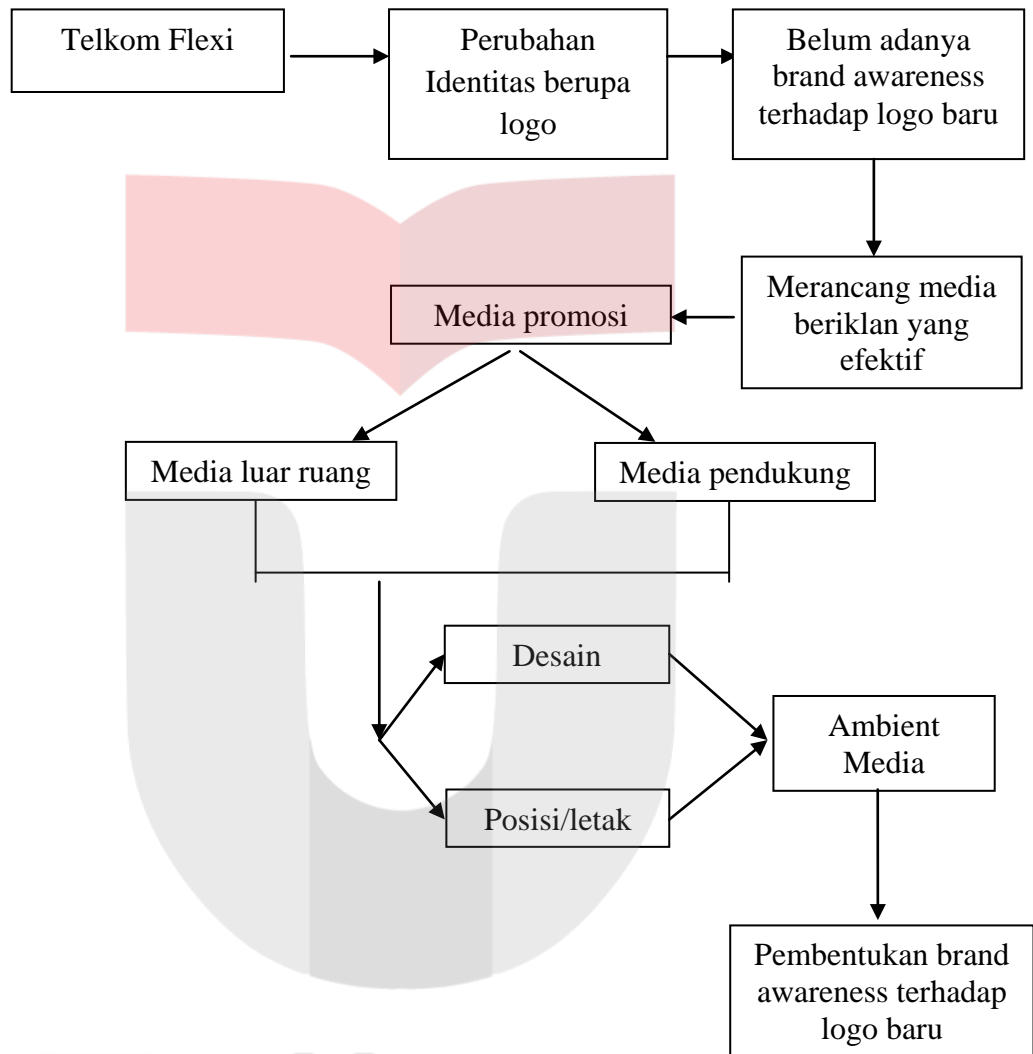 Telkom Flexi
Perubahan
Identitas berupa
logo
Belum adanya
brand awareness
terhadap logo baru
Merancang media
beriklan yang
efektif
Media promosi
Media luar ruang
Media pendukung
Desain
Posisi/letak
Ambient
Media
Pembentukan brand
awareness terhadap
logo baru